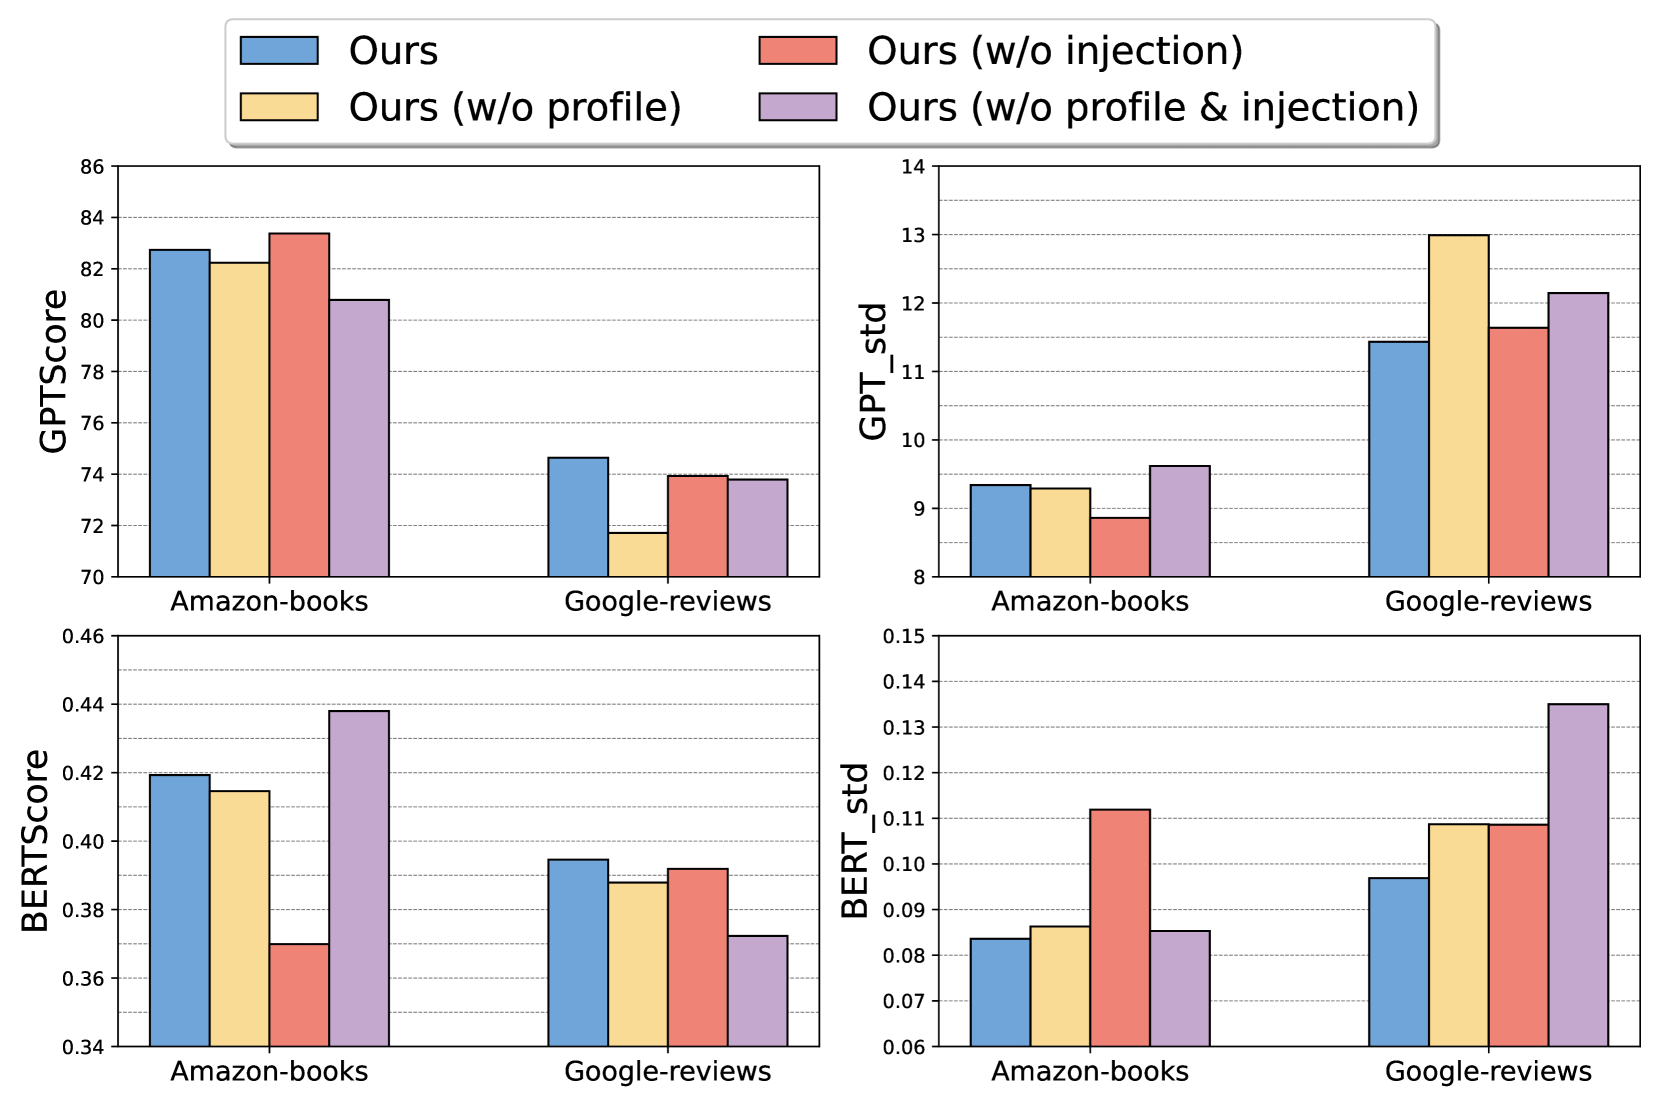 Ours
Ours (w/o injection)
Ours (w/o profile)
Ours (w/o profile & injection)
GPTScore
86
84
82
80
78
76
74
72
70
Amazon-books
Google-reviews
GPT_std
14
13
12
11
10
9
8
Amazon-books
Google-reviews
BERTScore
0.46
0.44
0.42
0.40
0.38
0.36
0.34
Amazon-books
Google-reviews
BERT_std
0.15
0.14
0.13
0.12
0.11
0.10
0.09
0.08
0.07
0.06
Amazon-books
Google-reviews